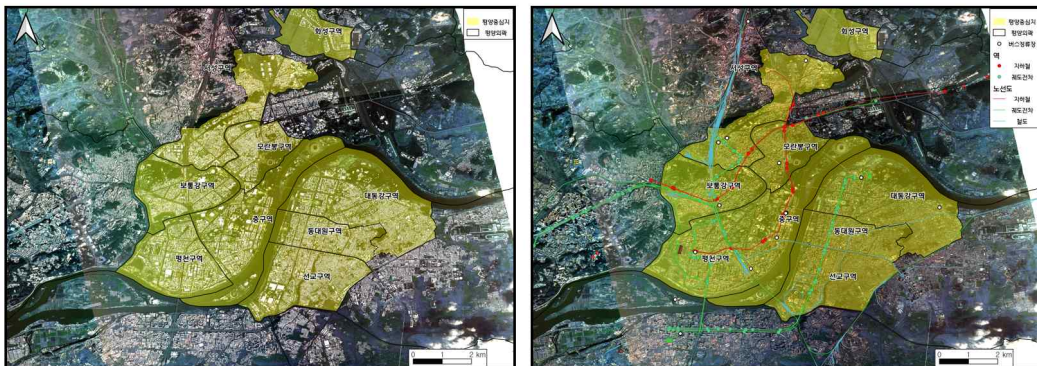 평양중심지
평양외곽
화성구역
서성구역
모란봉구역
보통강구역
대동강구역
중구역
동대원구역
평천구역
선교구역
0 1 2 km
평양중심지
평양외곽
버스정류장
역
지하철
궤도전차
노선도
지하철
궤도전차
철도
화성구역
서성구역
모란봉구역
보통강구역
대동강구역
중구역
동대원구역
평천구역
선교구역
0 1 2 km